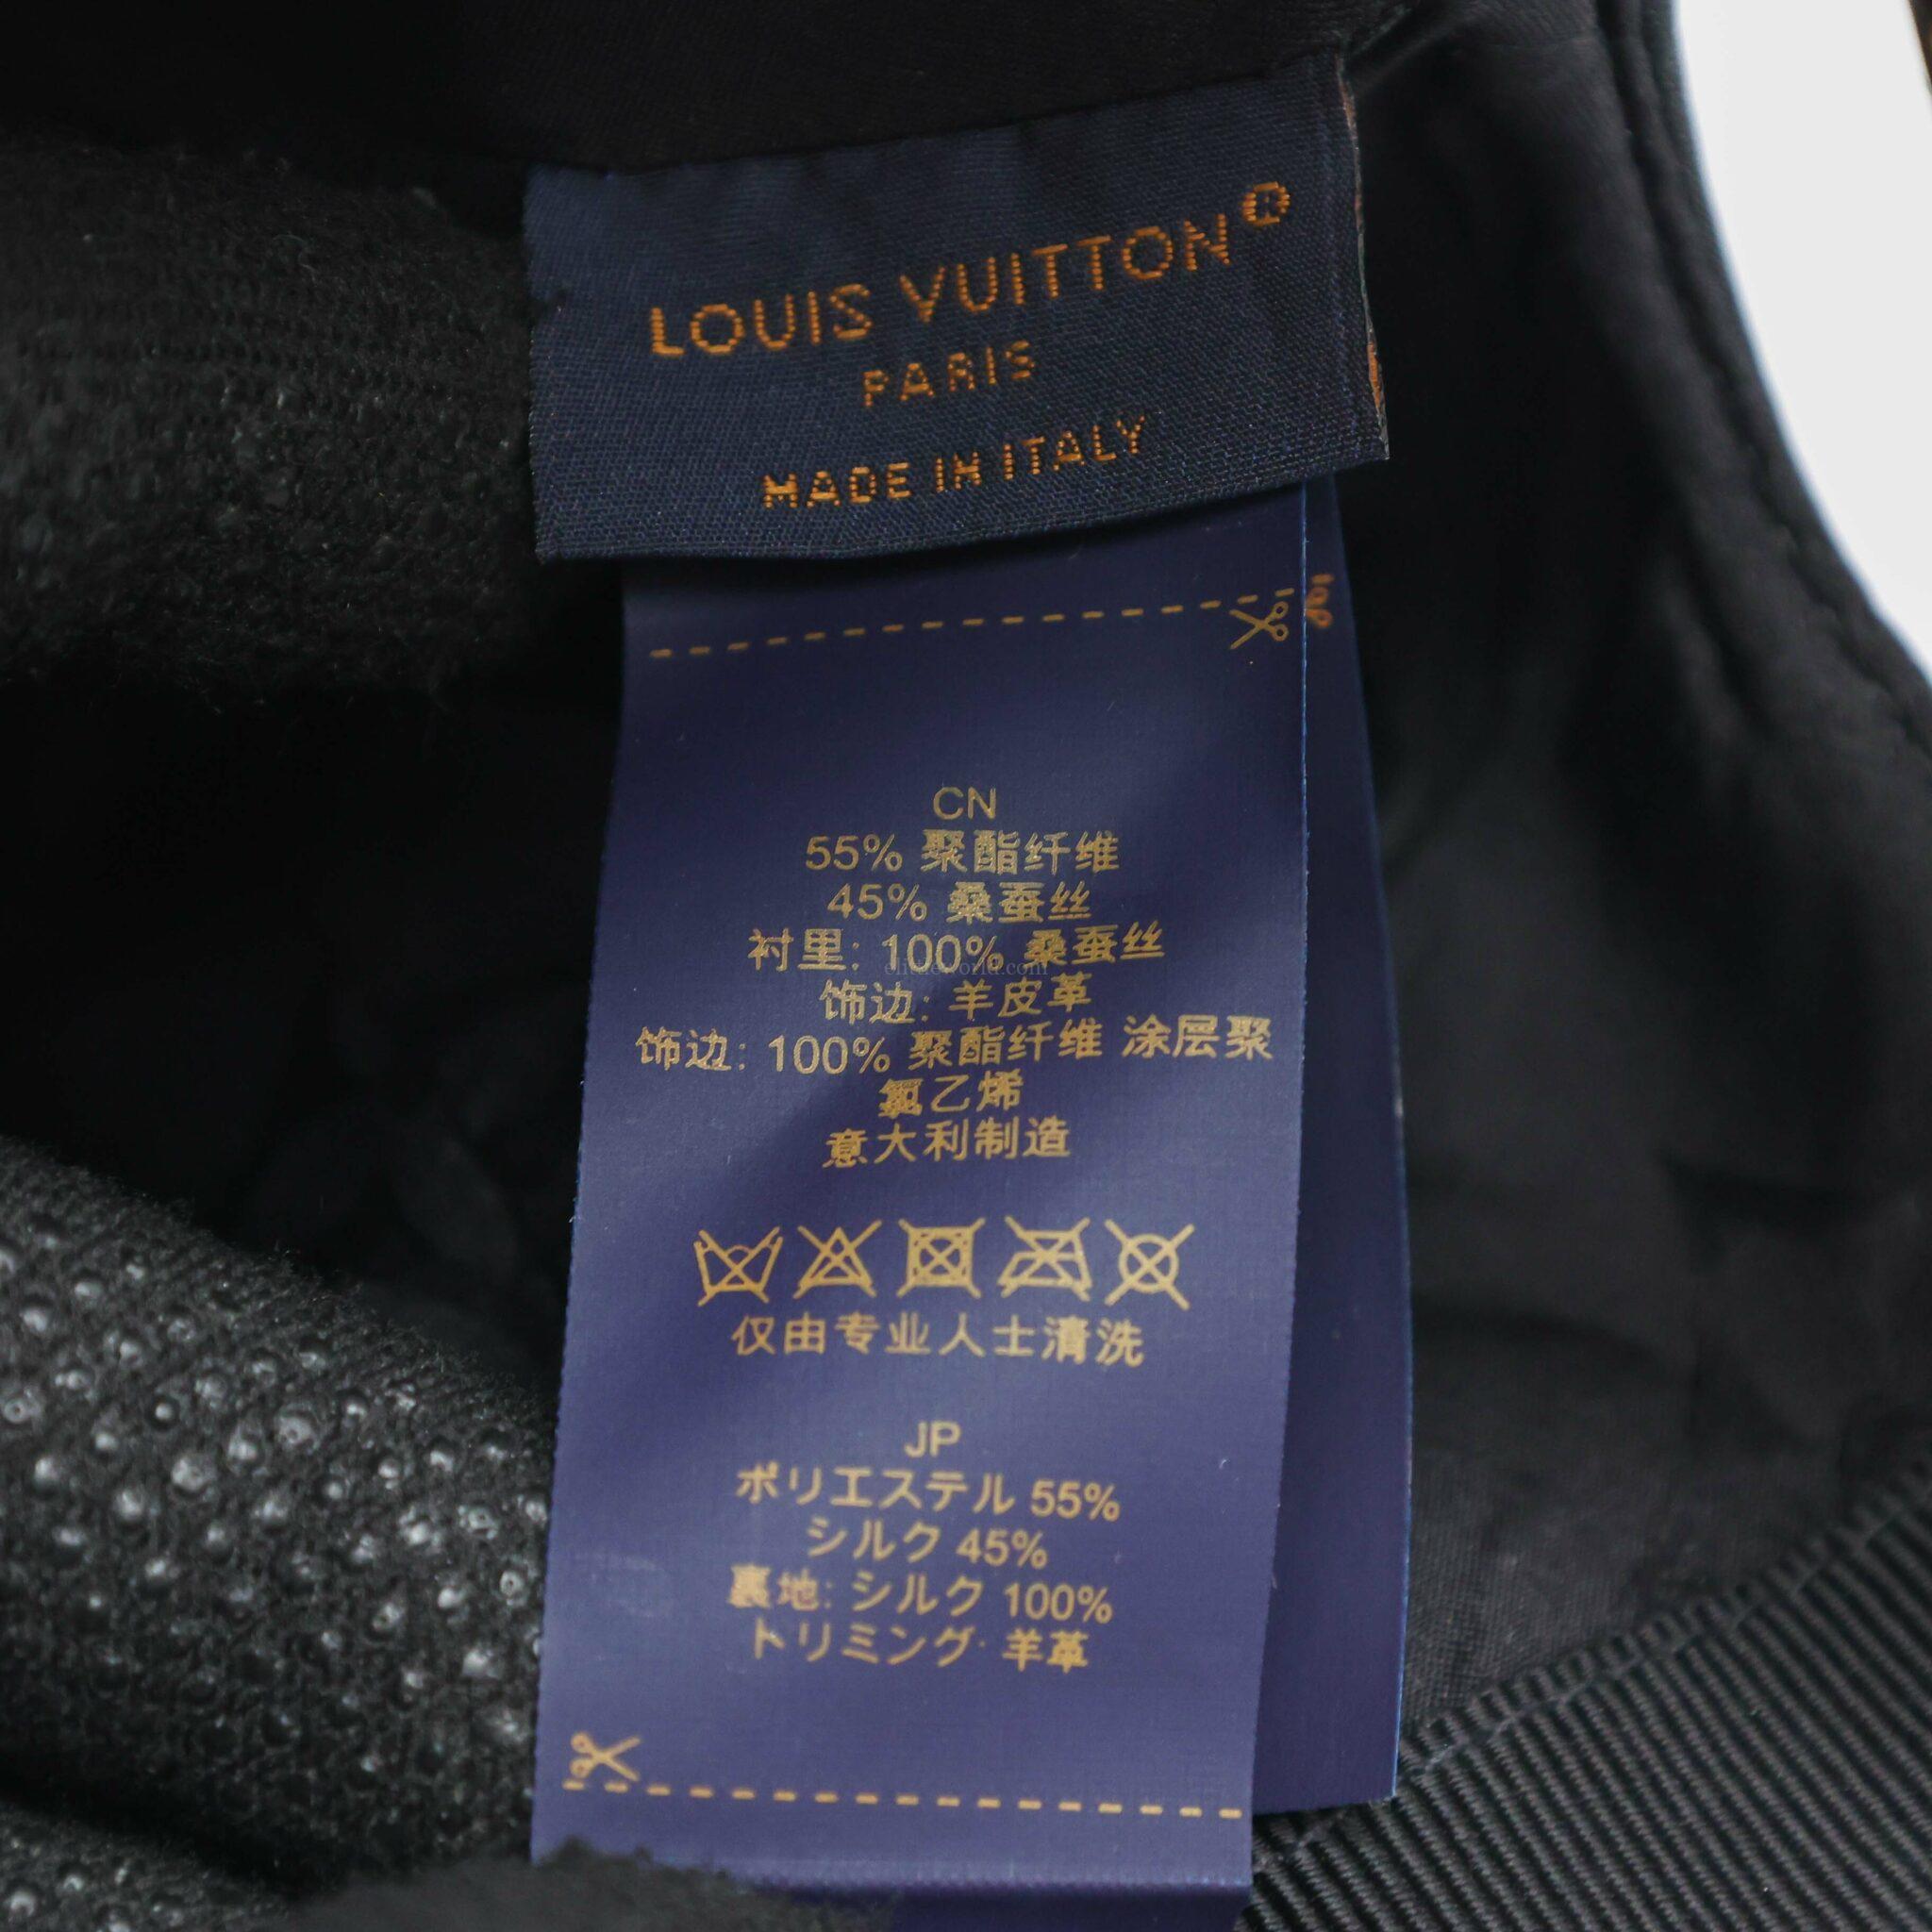 LOUIS VUITTON®
PARIS
MADE IN ITALY
CN
55% 聚酯纤维
45% 桑蚕丝
衬里: 100% 桑蚕丝
elitaeworld.com
饰边: 羊皮革
饰边: 100% 聚酯纤维 涂层聚
氯乙烯
意大利制造
仅由专业人士清洗
JP
ポリエステル 55%
シルク 45%
裏地: シルク 100%
トリミング: 羊革